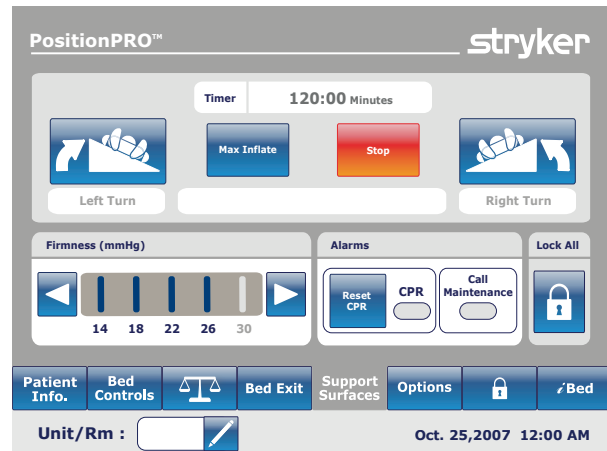 PositionPRO™
stryker
Timer 120:00 Minutes
Max Inflate
Stop
Left Turn
Right Turn
Firmness (mmHg)
14 18 22 26 30
Alarms
Reset
CPR
CPR
Call
Maintenance
Lock All
Patient
Info.
Bed
Controls
Bed Exit
Support
Surfaces
Options
iBed
Unit/Rm :
Oct. 25,2007 12:00 AM